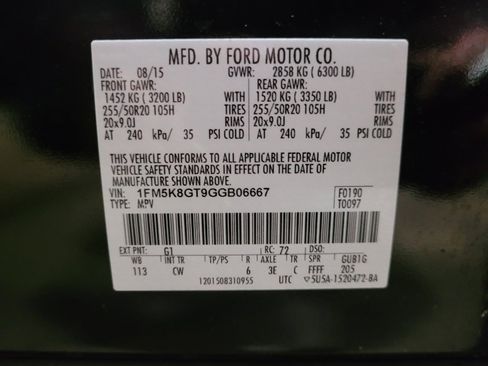 MFD. BY FORD MOTOR CO.
DATE: 08/15 GVWR: 2858 KG ( 6300 LB)
FRONT GAWR: REAR GAWR:
1452 KG ( 3200 LB) WITH 1520 KG ( 3350 LB) WITH
255/50R20 105H TIRES 255/50R20 105H TIRES
20x9.0J RIMS 20x9.0J RIMS
AT 240 kPa/ 35 PSI COLD AT 240 kPa/ 35 PSI COLD
THIS VEHICLE CONFORMS TO ALL APPLICABLE FEDERAL MOTOR
VEHICLE SAFETY STANDARDS IN EFFECT ON THE DATE OF
MANUFACTURE SHOWN ABOVE.
VIN: 1FM5K8GT9GGB06667 F0190
TYPE: MPV T0097
EXT PNT: G1 RC: 72 DSO:
WB INT TR TP/PS R AXLE TR SPR GUB1G
113 CW 6 3E C FFFF 205
1201508310955 UTC ▽5U5A-1520472-BA